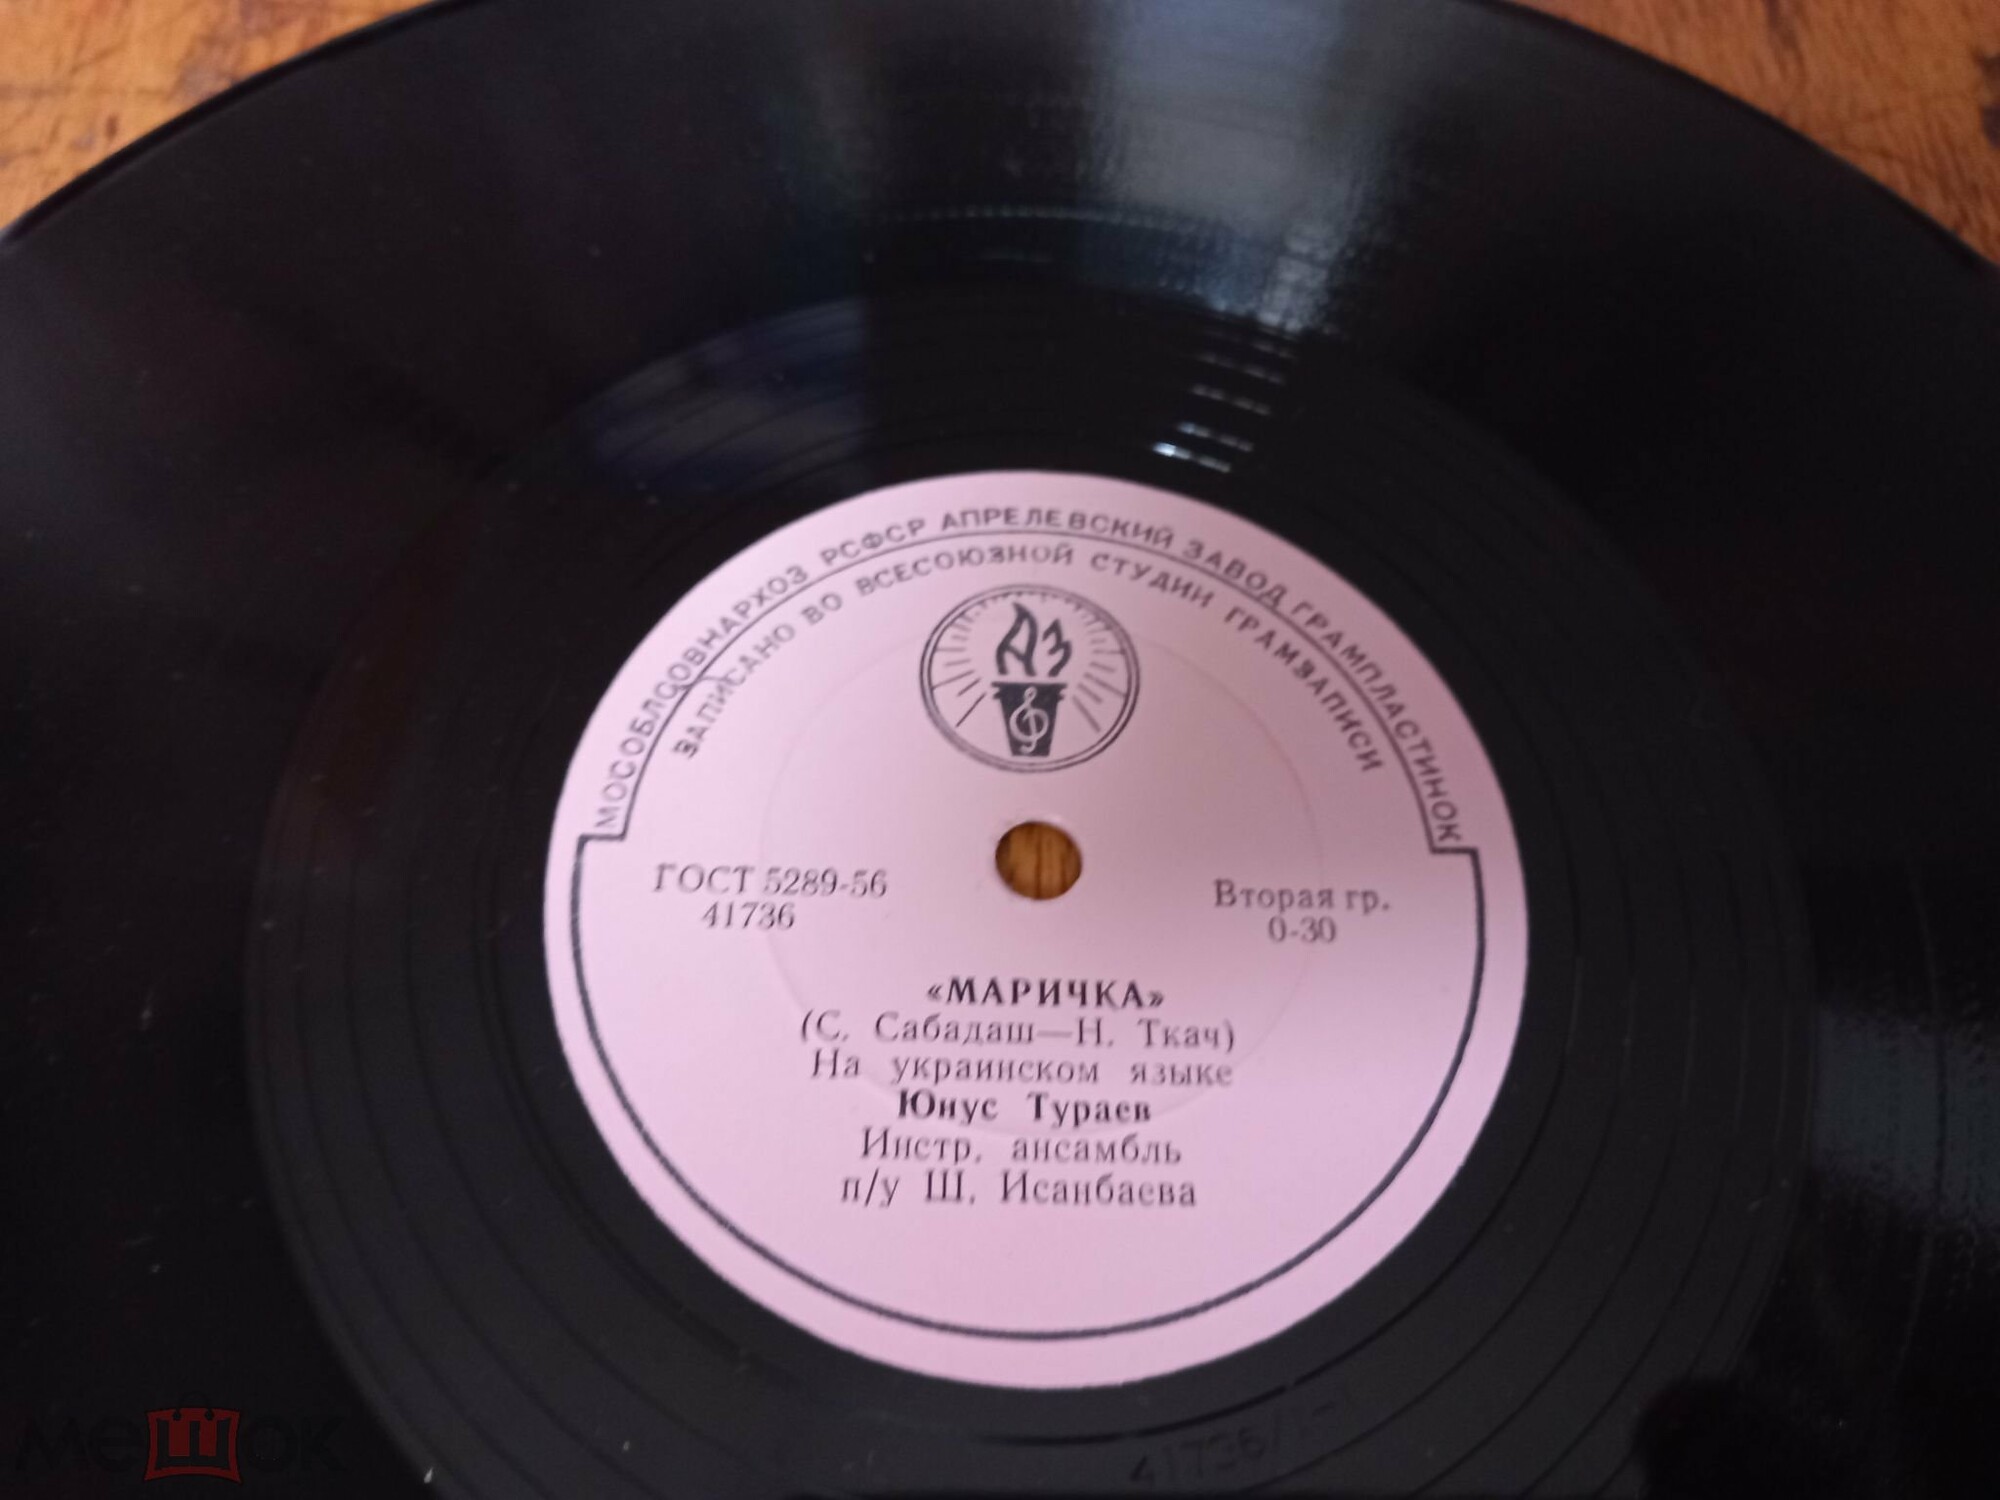 МОСОБЛСОВНАРХОЗ РСФСР АПРЕЛЕВСКИЙ ЗАВОД ГРАМПЛАСТИНОК
ЗАПИСАНО ВО ВСЕСОЮЗНОЙ СТУДИИ ГРАМЗАПИСИ
АЗ
ГОСТ 5289-56
41736
Вторая гр.
0-30
«МАРИЧКА»
(С. Сабадаш—Н. Ткач)
На украинском языке
Юнус Тураев
Инстр. ансамбль
п/у Ш. Исанбаева
мешок